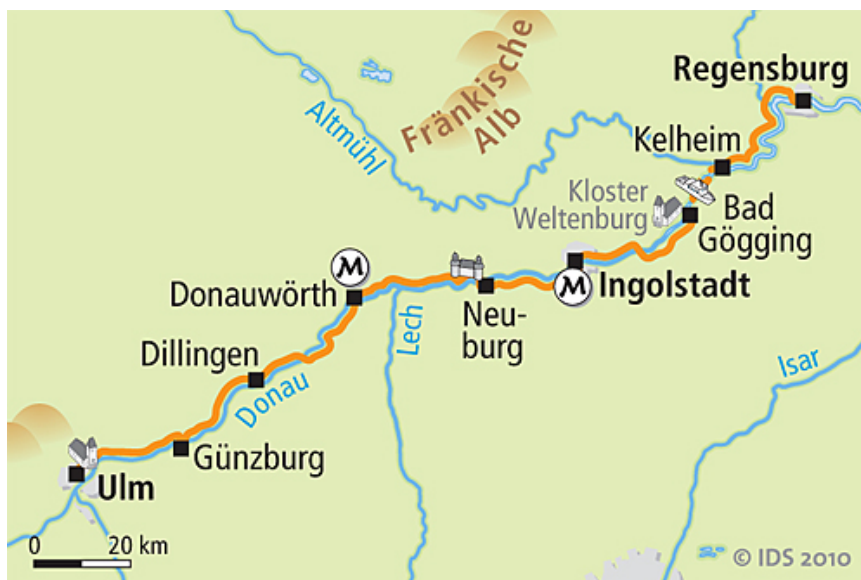 Regensburg
Fränkische
Alb
Altmühl
Kelheim
Kloster
Weltenburg
Bad
Gögging
M
Donauwörth
M
Ingolstadt
Neu-
burg
Lech
Dillingen
Donau
Isar
Günzburg
Ulm
0 20 km
© IDS 2010